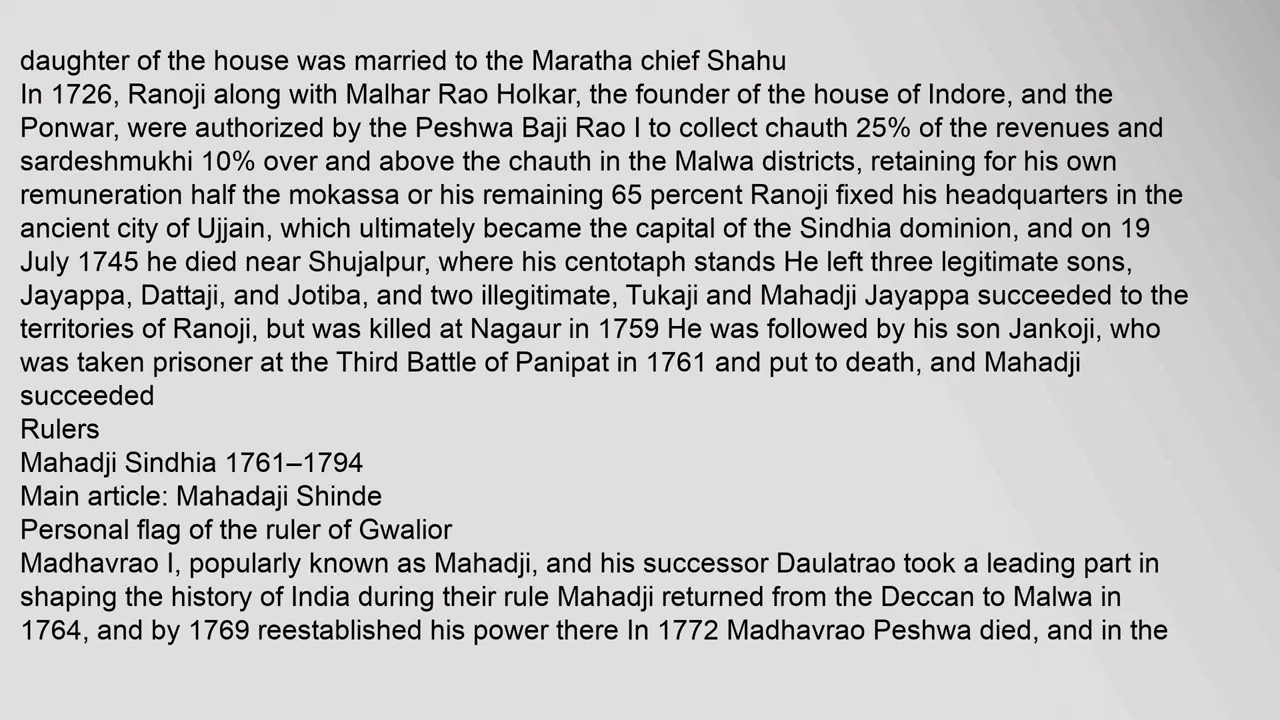 daughter of the house was married to the Maratha chief Shahu
In 1726, Ranoji along with Malhar Rao Holkar, the founder of the house of Indore, and the
Ponwar, were authorized by the Peshwa Baji Rao I to collect chauth 25% of the revenues and
sardeshmukhi 10% over and above the chauth in the Malwa districts, retaining for his own
remuneration half the mokassa or his remaining 65 percent Ranoji fixed his headquarters in the
ancient city of Ujjain, which ultimately became the capital of the Sindhia dominion, and on 19
July 1745 he died near Shujalpur, where his centotaph stands He left three legitimate sons,
Jayappa, Dattaji, and Jotiba, and two illegitimate, Tukaji and Mahadji Jayappa succeeded to the
territories of Ranoji, but was killed at Nagaur in 1759 He was followed by his son Jankoji, who
was taken prisoner at the Third Battle of Panipat in 1761 and put to death, and Mahadji
succeeded
Rulers
Mahadji Sindhia 1761–1794
Main article: Mahadaji Shinde
Personal flag of the ruler of Gwalior
Madhavrao I, popularly known as Mahadji, and his successor Daulatrao took a leading part in
shaping the history of India during their rule Mahadji returned from the Deccan to Malwa in
1764, and by 1769 reestablished his power there In 1772 Madhavrao Peshwa died, and in the